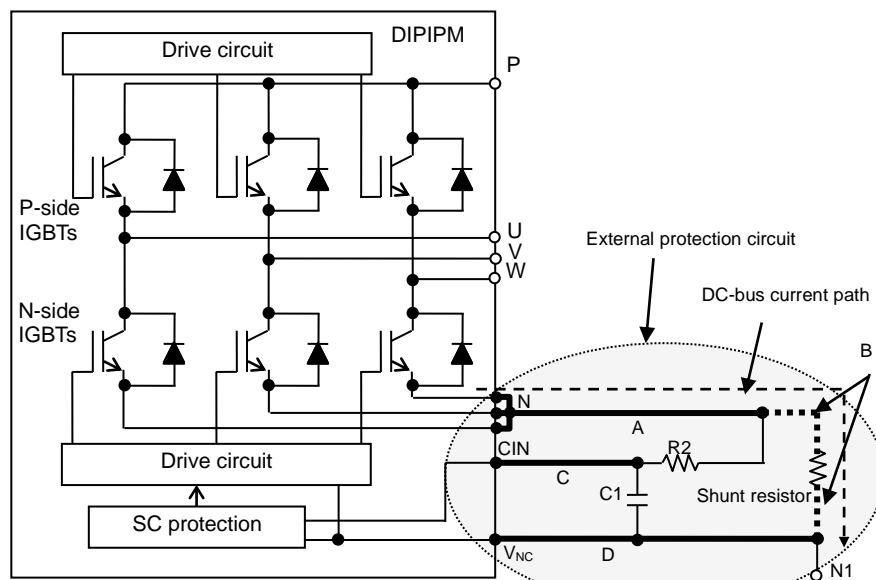 DIPIPM
Drive circuit
P
P-side
IGBTs
U
V
W
External protection circuit
DC-bus current path
N-side
IGBTs
B
N
A
CIN
R2
C
Drive circuit
C1
Shunt resistor
SC protection
VNC
D
N1